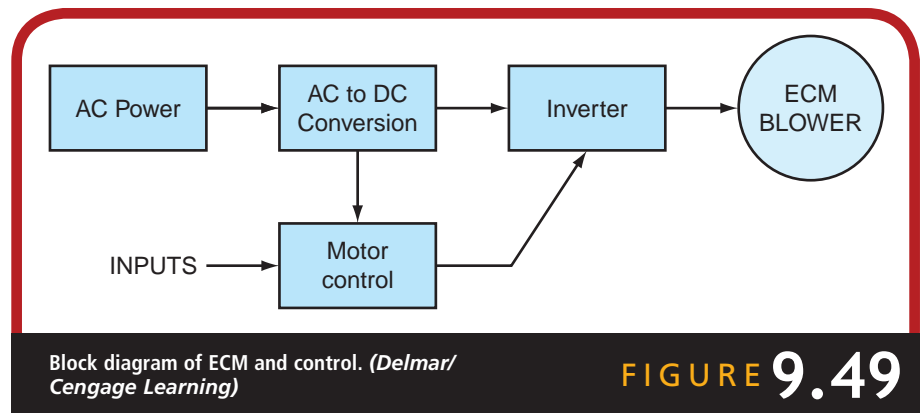 AC Power
AC to DC
Conversion
Inverter
ECM
BLOWER
INPUTS
Motor
control
Block diagram of ECM and control. (Delmar/
Cengage Learning)
FIGURE 9.49